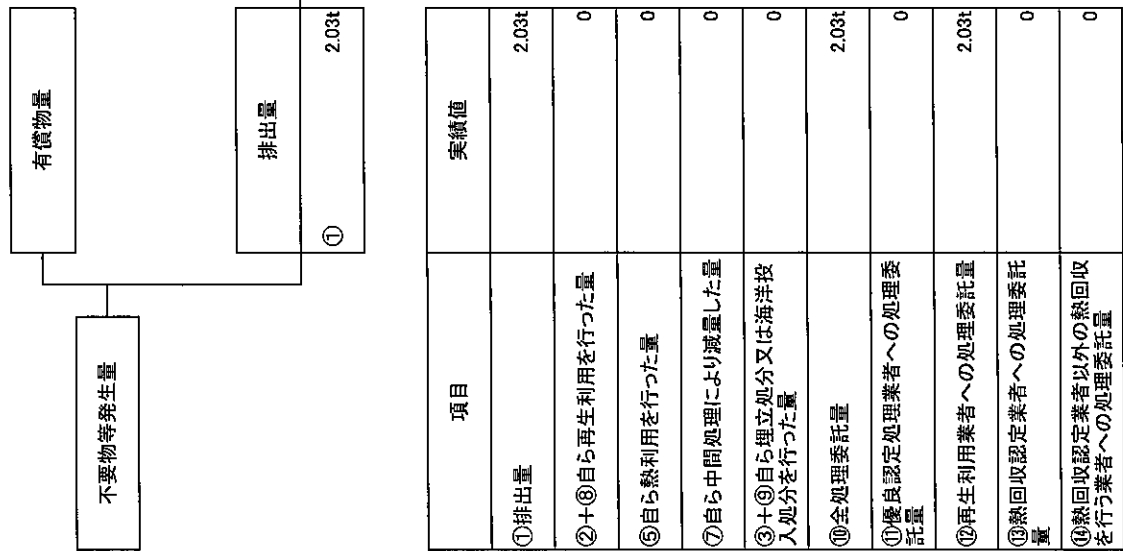 有償物量
不要物等発生量
排出量
① 2.03t
項目 実績値
①排出量 2.03t
②+⑧自ら再生利用を行った量 0
⑤自ら熱利用を行った量 0
⑦自ら中間処理により減量した量 0
③+⑨自ら埋立処分又は海洋投
入処分を行った量 0
⑩全処理委託量 2.03t
⑪優良認定処理業者への処理委
託量 0
⑫再生利用業者への処理委託量 2.03t
⑬熱回収認定業者への処理委託
量 0
⑭熱回収認定業者以外の熱回収
を行う業者への処理委託量 0